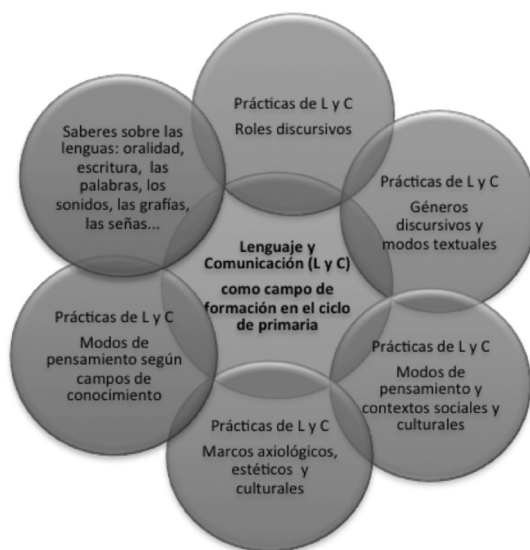 Prácticas de L y C
Roles discursivos
Saberes sobre las
lenguas: oralidad,
escritura, las
palabras, los
sonidos, las grafías,
las señas...
Prácticas de L y C
Géneros
discursivos y
modos textuales
Lenguaje y
Comunicación (L y C)
como campo de
formación en el ciclo
de primaria
Prácticas de L y C
Modos de
pensamiento según
campos de
conocimiento
Prácticas de L y C
Modos de
pensamiento y
contextos sociales y
culturales
Prácticas de L y C
Marcos axiológicos,
estéticos y
culturales